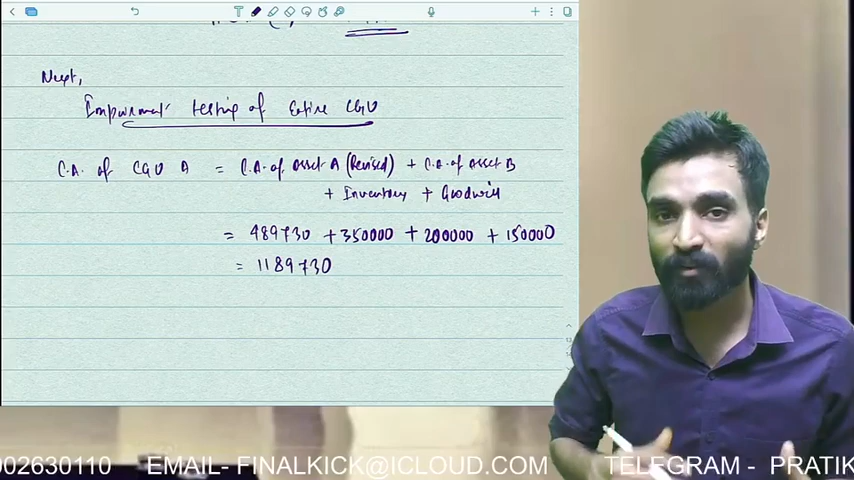 Next,
Impairment testing of Entire CGU
C.A. of CGU A = C.A. of Asset A (Revised) + C.A. of Asset B
+ Inventory + Goodwill
= 489730 + 350000 + 200000 + 150000
= 1189730
002630110 EMAIL- FINALKICK@ICLOUD.COM TELEGRAM - PRATIK